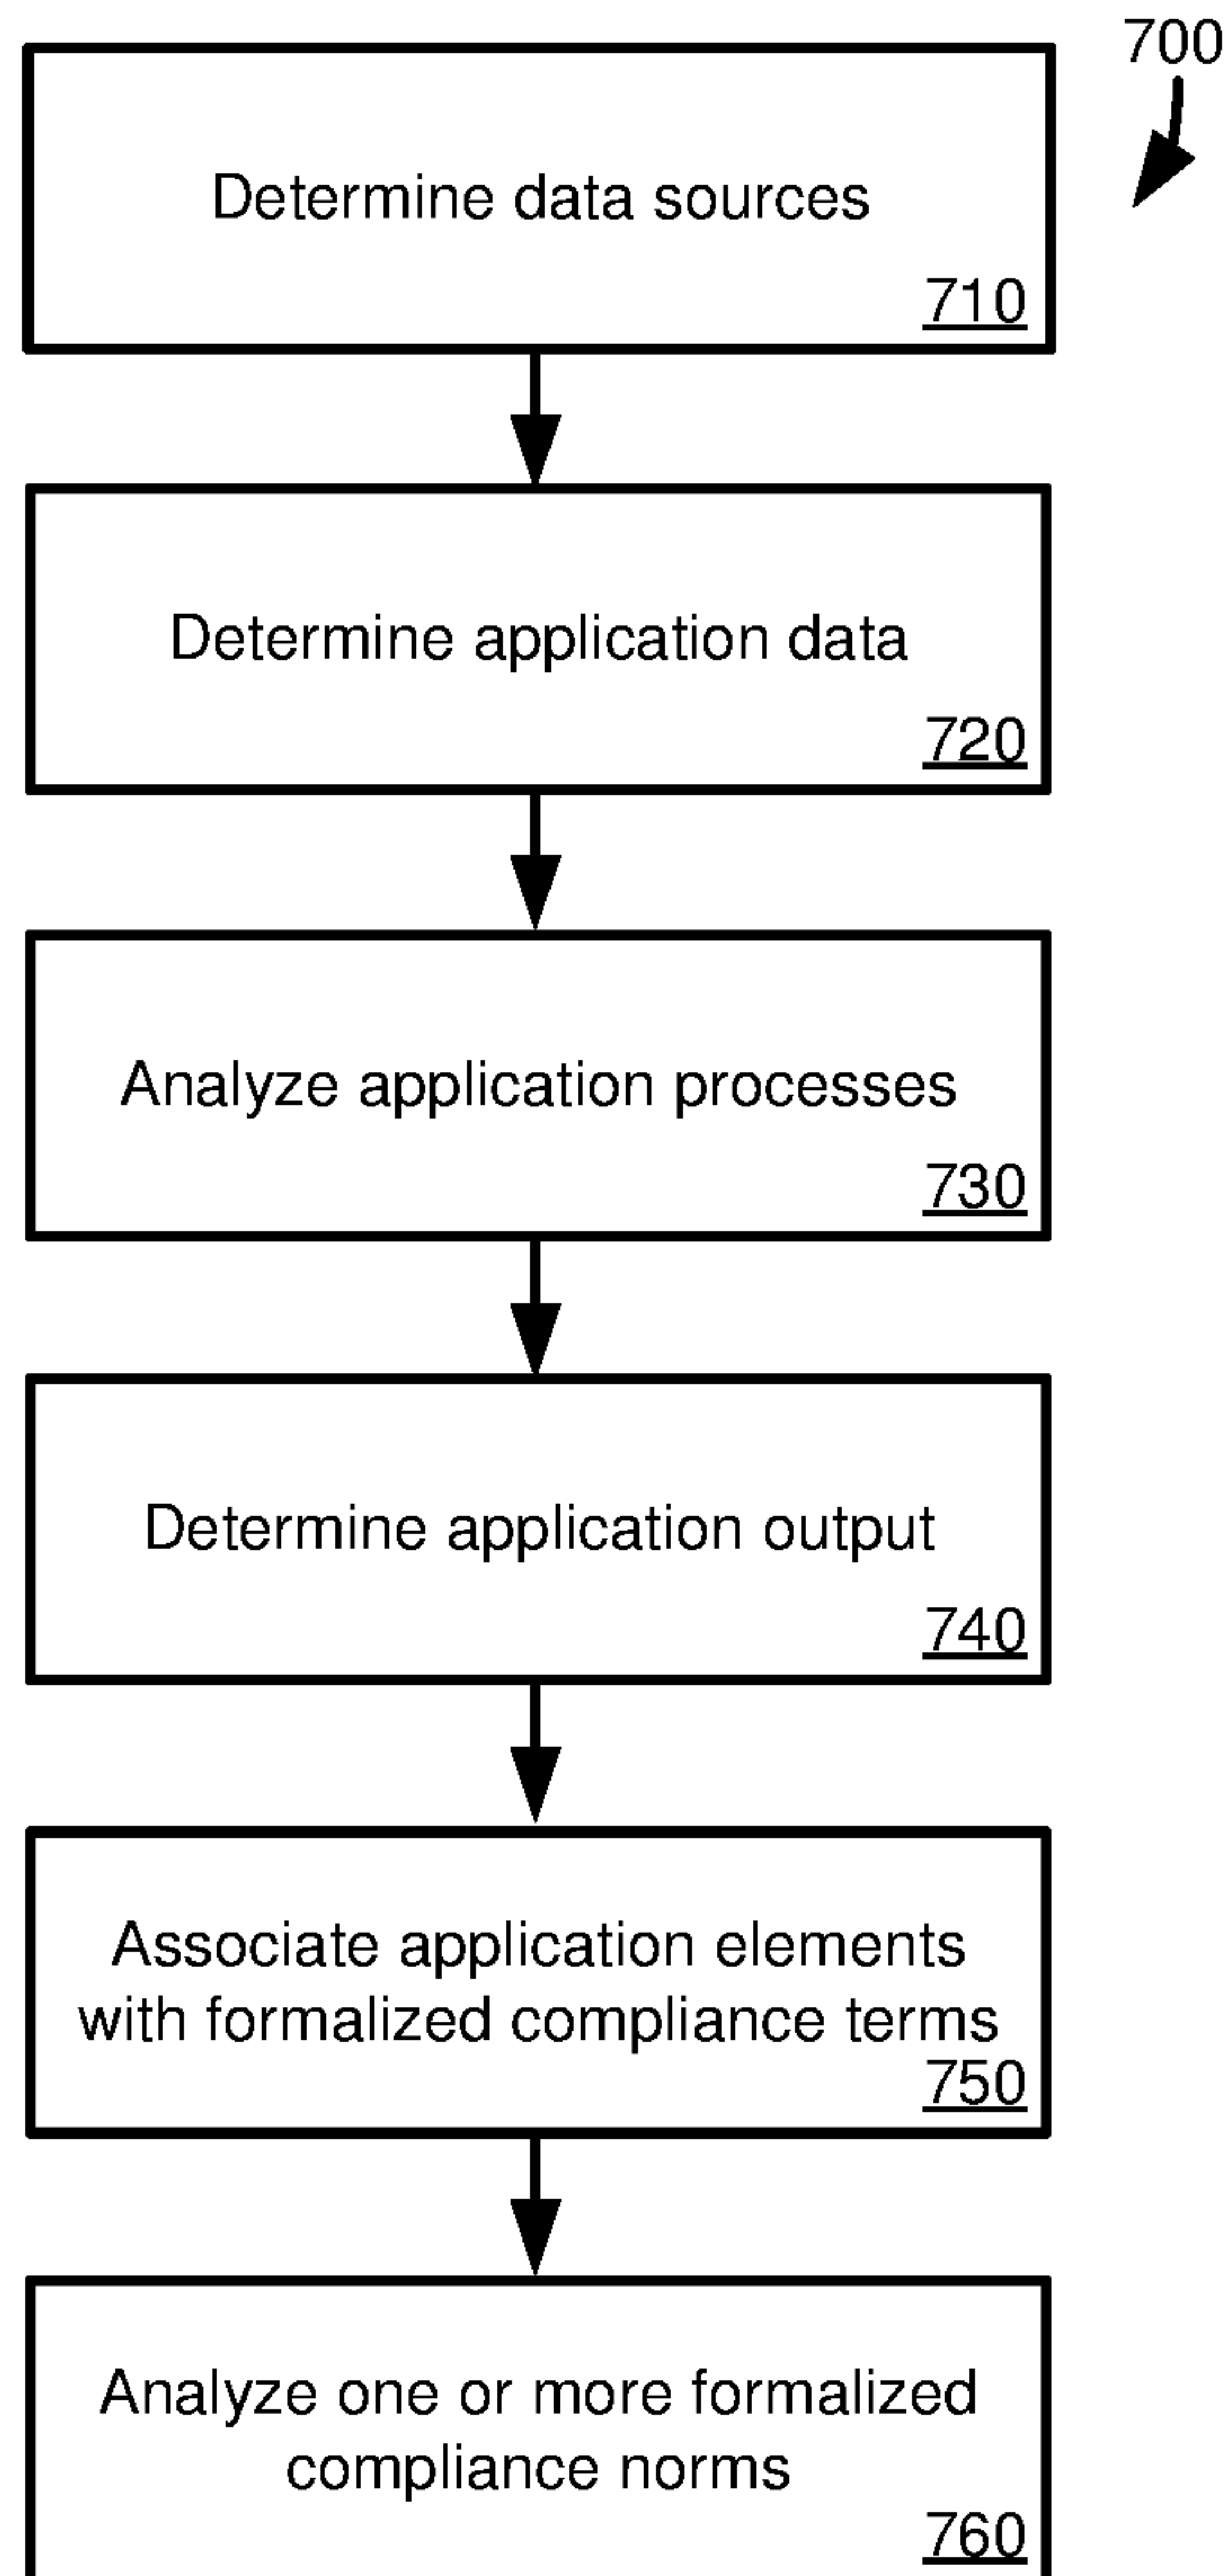 700
Determine data sources
710
Determine application data
720
Analyze application processes
730
Determine application output
740
Associate application elements
with formalized compliance terms
750
Analyze one or more formalized
compliance norms
760